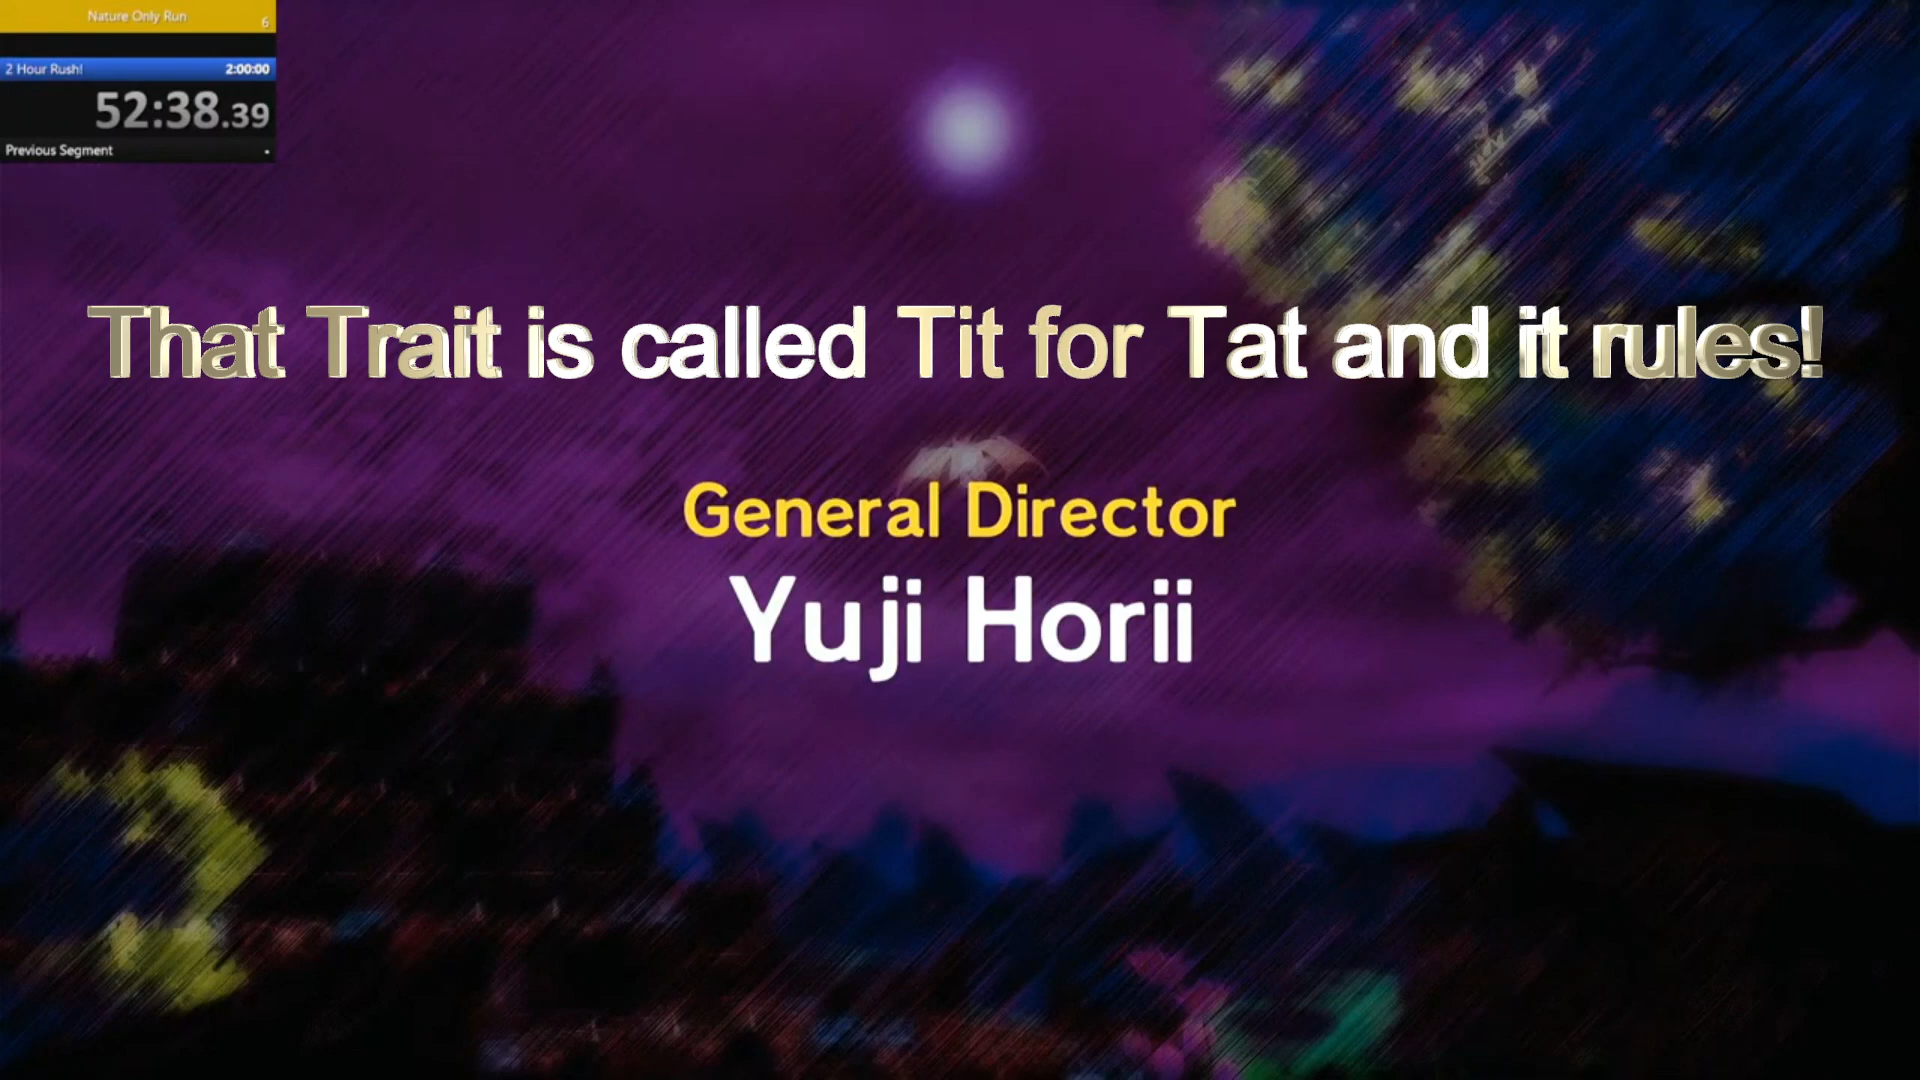 Nature Only Run
6
2 Hour Rush! 2:00:00
52:38.39
Previous Segment -
That Trait is called Tit for Tat and it rules!
General Director
Yuji Horii